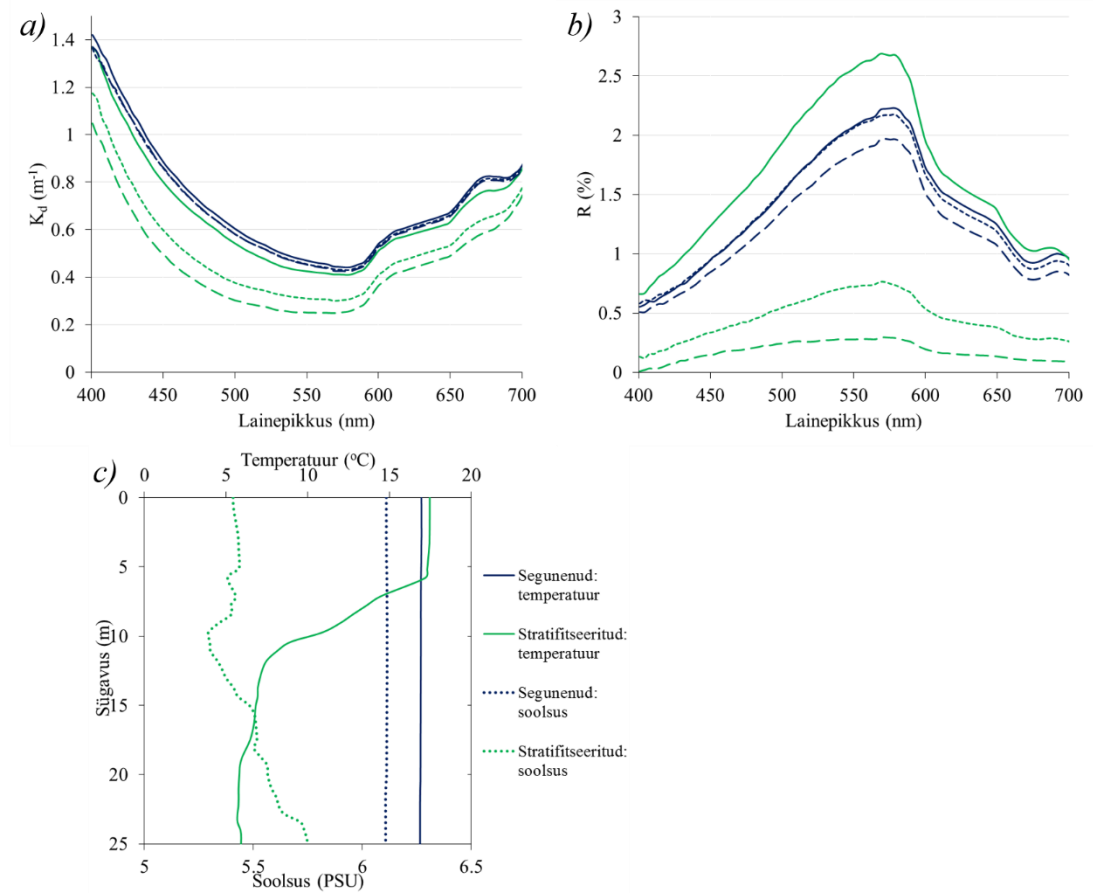 a)
1.4
1.2
1
0.8
0.6
0.4
0.2
0
K_d (m⁻¹)
400 450 500 550 600 650 700
Lainepikkus (nm)
b)
3
2.5
2
1.5
1
0.5
0
R (%)
400 450 500 550 600 650 700
Lainepikkus (nm)
c)
Temperatuur (ºC)
0 5 10 15 20
0
5
10
15
20
25
Sügavus (m)
5 5.5 6 6.5
Soolsus (PSU)
Segunenud:
temperatuur
Stratifitseeritud:
temperatuur
Segunenud:
soolsus
Stratifitseeritud:
soolsus